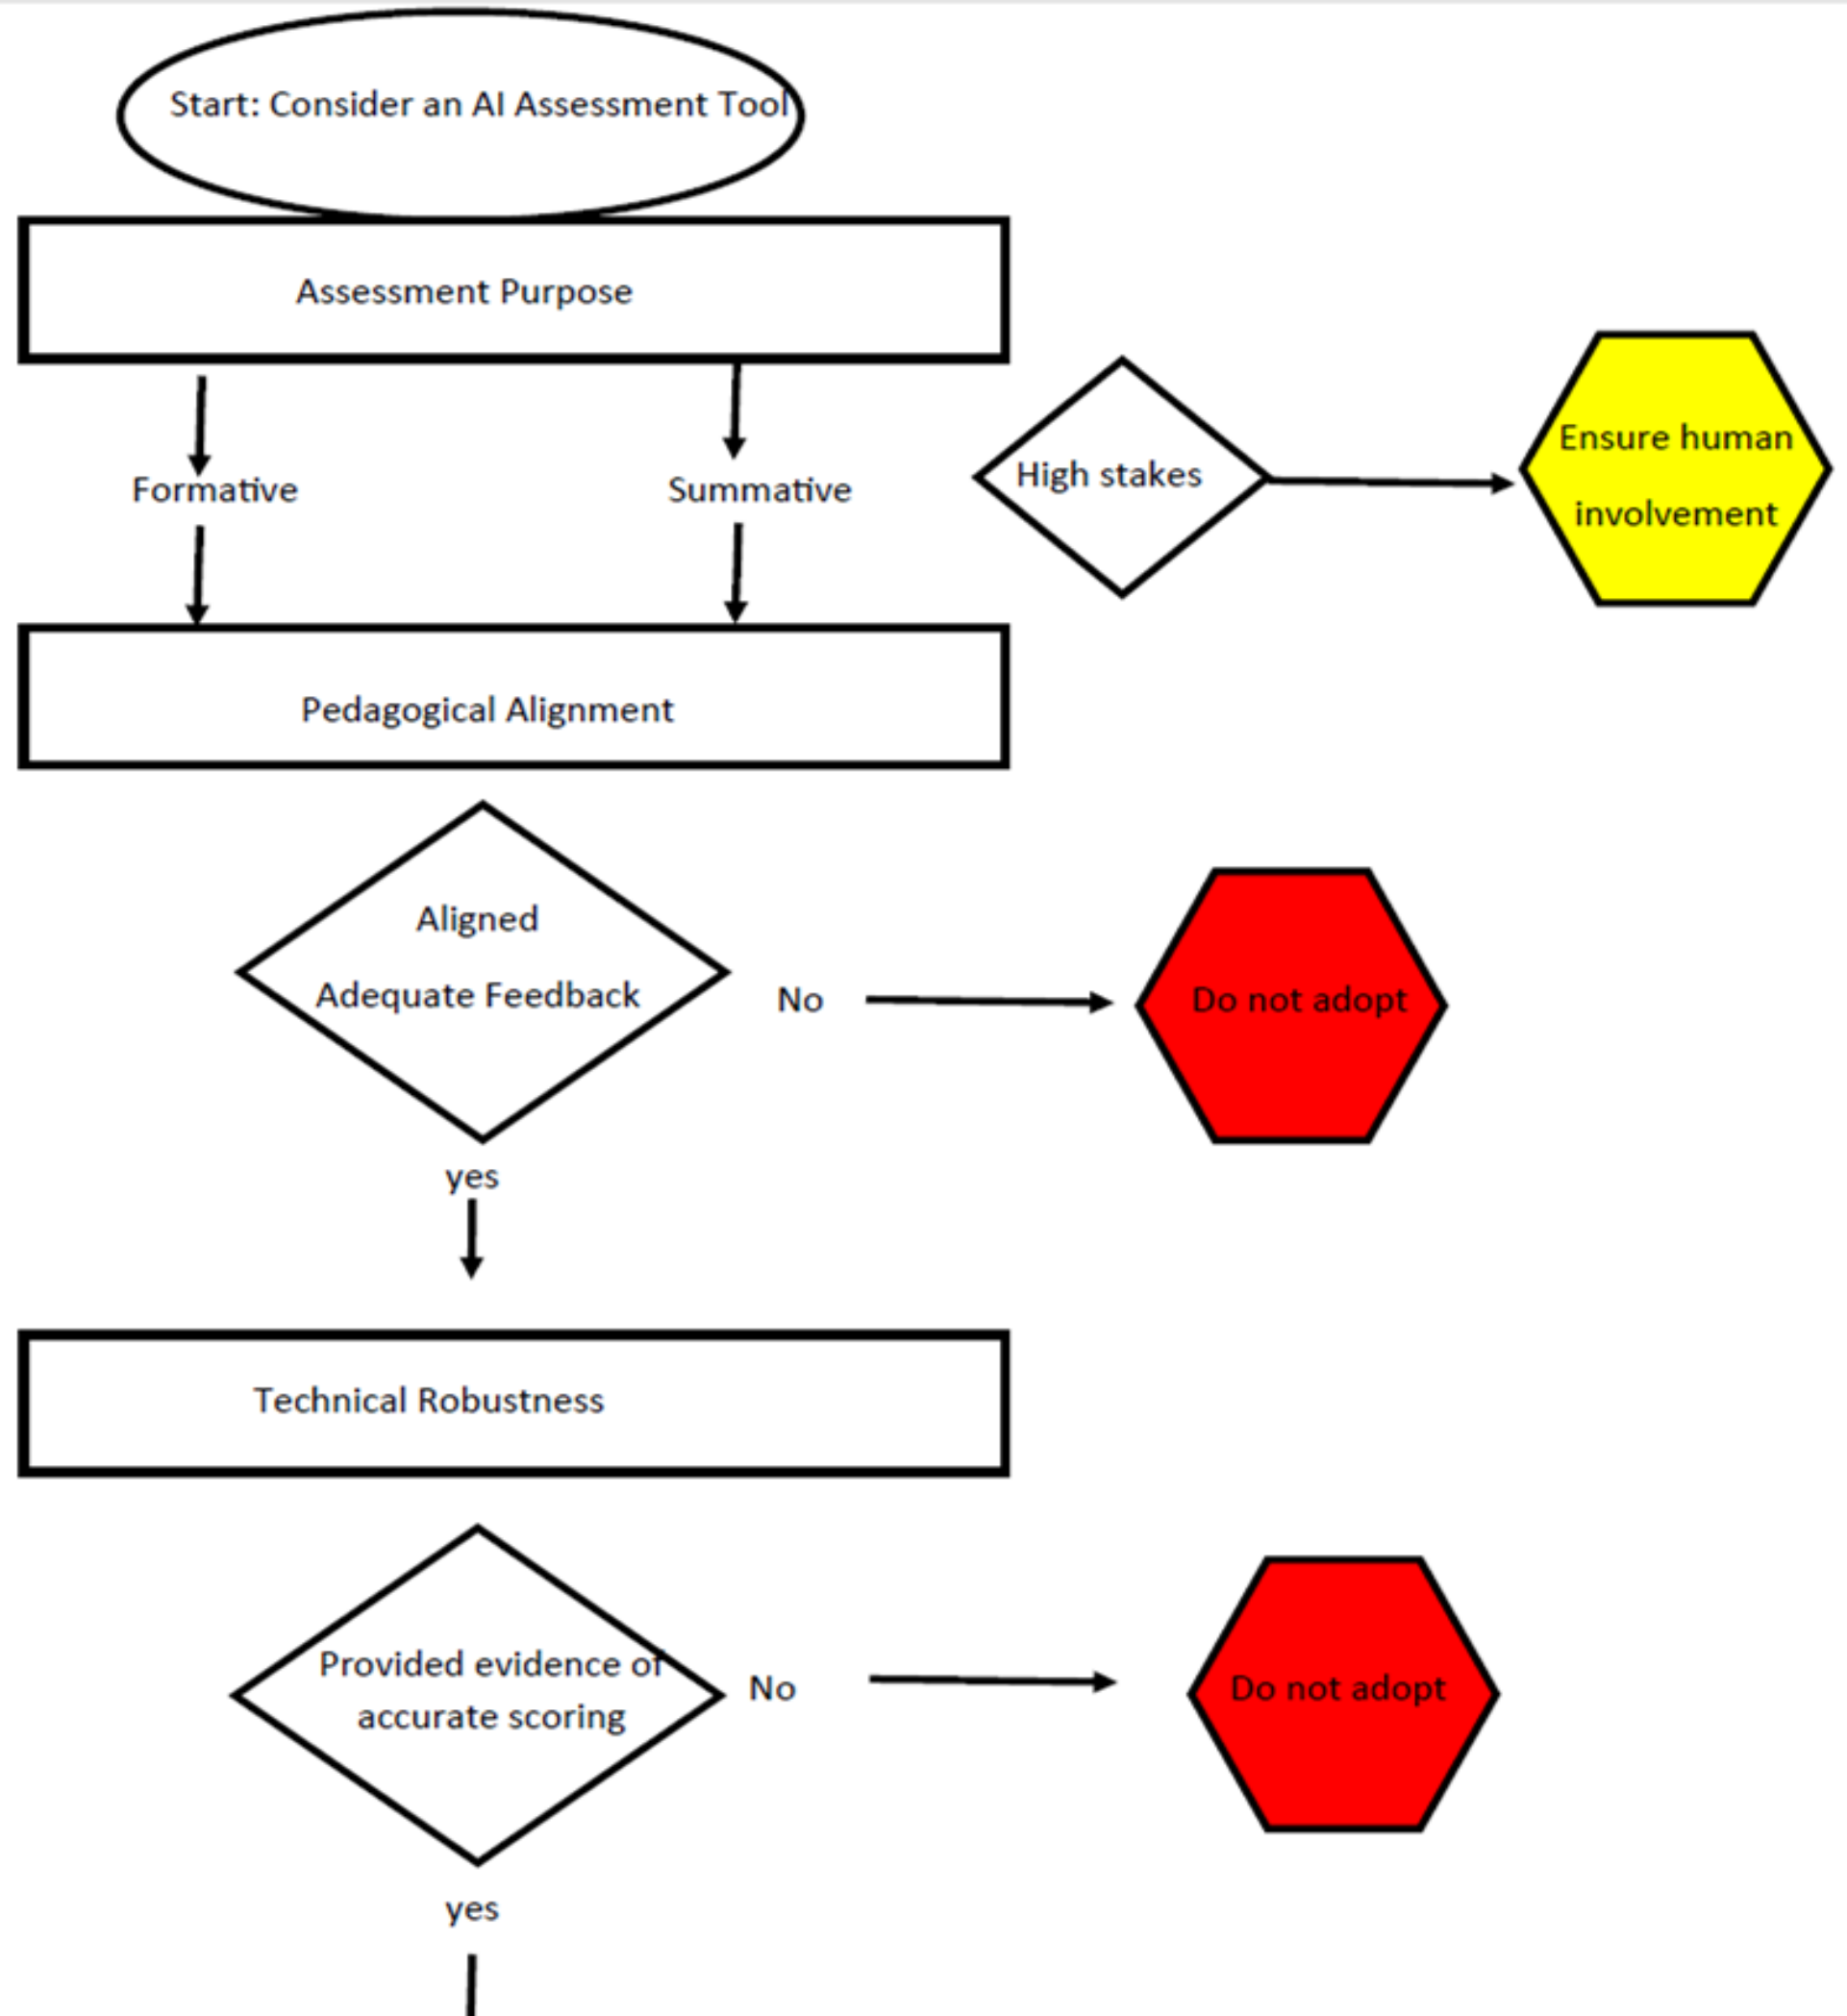 Start: Consider an AI Assessment Tool
Assessment Purpose
Formative
Summative
High stakes
Ensure human
involvement
Pedagogical Alignment
Aligned
Adequate Feedback
No
Do not adopt
yes
Technical Robustness
Provided evidence of
accurate scoring
No
Do not adopt
yes